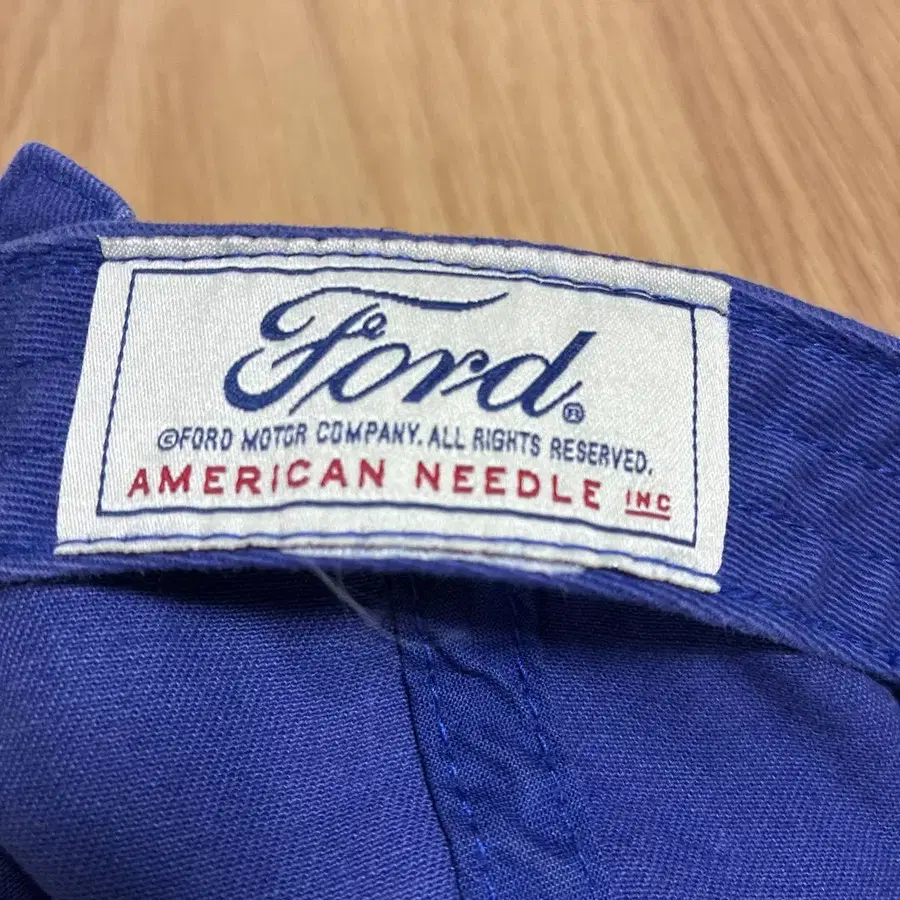 Ford®
©FORD MOTOR COMPANY. ALL RIGHTS RESERVED.
AMERICAN NEEDLE INC